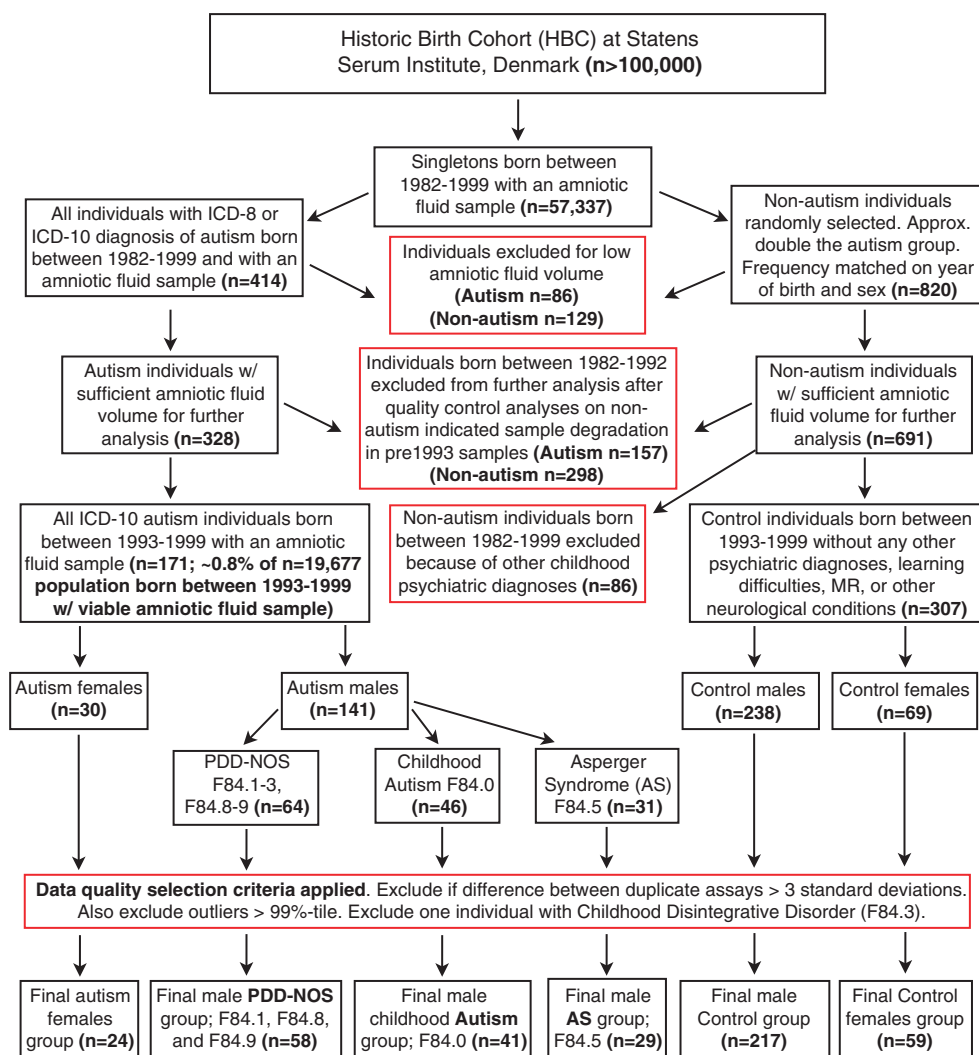 Historic Birth Cohort (HBC) at Statens
Serum Institute, Denmark (n>100,000)
Singletons born between
1982-1999 with an amniotic
fluid sample (n=57,337)
All individuals with ICD-8 or
ICD-10 diagnosis of autism born
between 1982-1999 and with an
amniotic fluid sample (n=414)
Individuals excluded for low
amniotic fluid volume
(Autism n=86)
(Non-autism n=129)
Non-autism individuals
randomly selected. Approx.
double the autism group.
Frequency matched on year
of birth and sex (n=820)
Autism individuals w/
sufficient amniotic fluid
volume for further
analysis (n=328)
Individuals born between 1982-1992
excluded from further analysis after
quality control analyses on non-
autism indicated sample degradation
in pre1993 samples (Autism n=157)
(Non-autism n=298)
Non-autism individuals
w/ sufficient amniotic
fluid volume for further
analysis (n=691)
All ICD-10 autism individuals born
between 1993-1999 with an amniotic
fluid sample (n=171; ~0.8% of n=19,677
population born between 1993-1999
w/ viable amniotic fluid sample)
Non-autism individuals born
between 1982-1999 excluded
because of other childhood
psychiatric diagnoses
(n=86)
Control individuals born between
1993-1999 without any other
psychiatric diagnoses, learning
difficulties, MR, or other
neurological conditions (n=307)
Autism females
(n=30)
Autism males
(n=141)
Control males
(n=238)
Control females
(n=69)
PDD-NOS
F84.1-3,
F84.8-9 (n=64)
Childhood
Autism F84.0
(n=46)
Asperger
Syndrome (AS)
F84.5 (n=31)
Data quality selection criteria applied. Exclude if difference between duplicate assays > 3 standard deviations.
Also exclude outliers > 99%-tile. Exclude one individual with Childhood Disintegrative Disorder (F84.3).
Final autism
females
group (n=24)
Final male PDD-NOS
group; F84.1, F84.8,
and F84.9 (n=58)
Final male
childhood Autism
group; F84.0 (n=41)
Final male
AS group;
F84.5 (n=29)
Final male
Control group
(n=217)
Final Control
females group
(n=59)